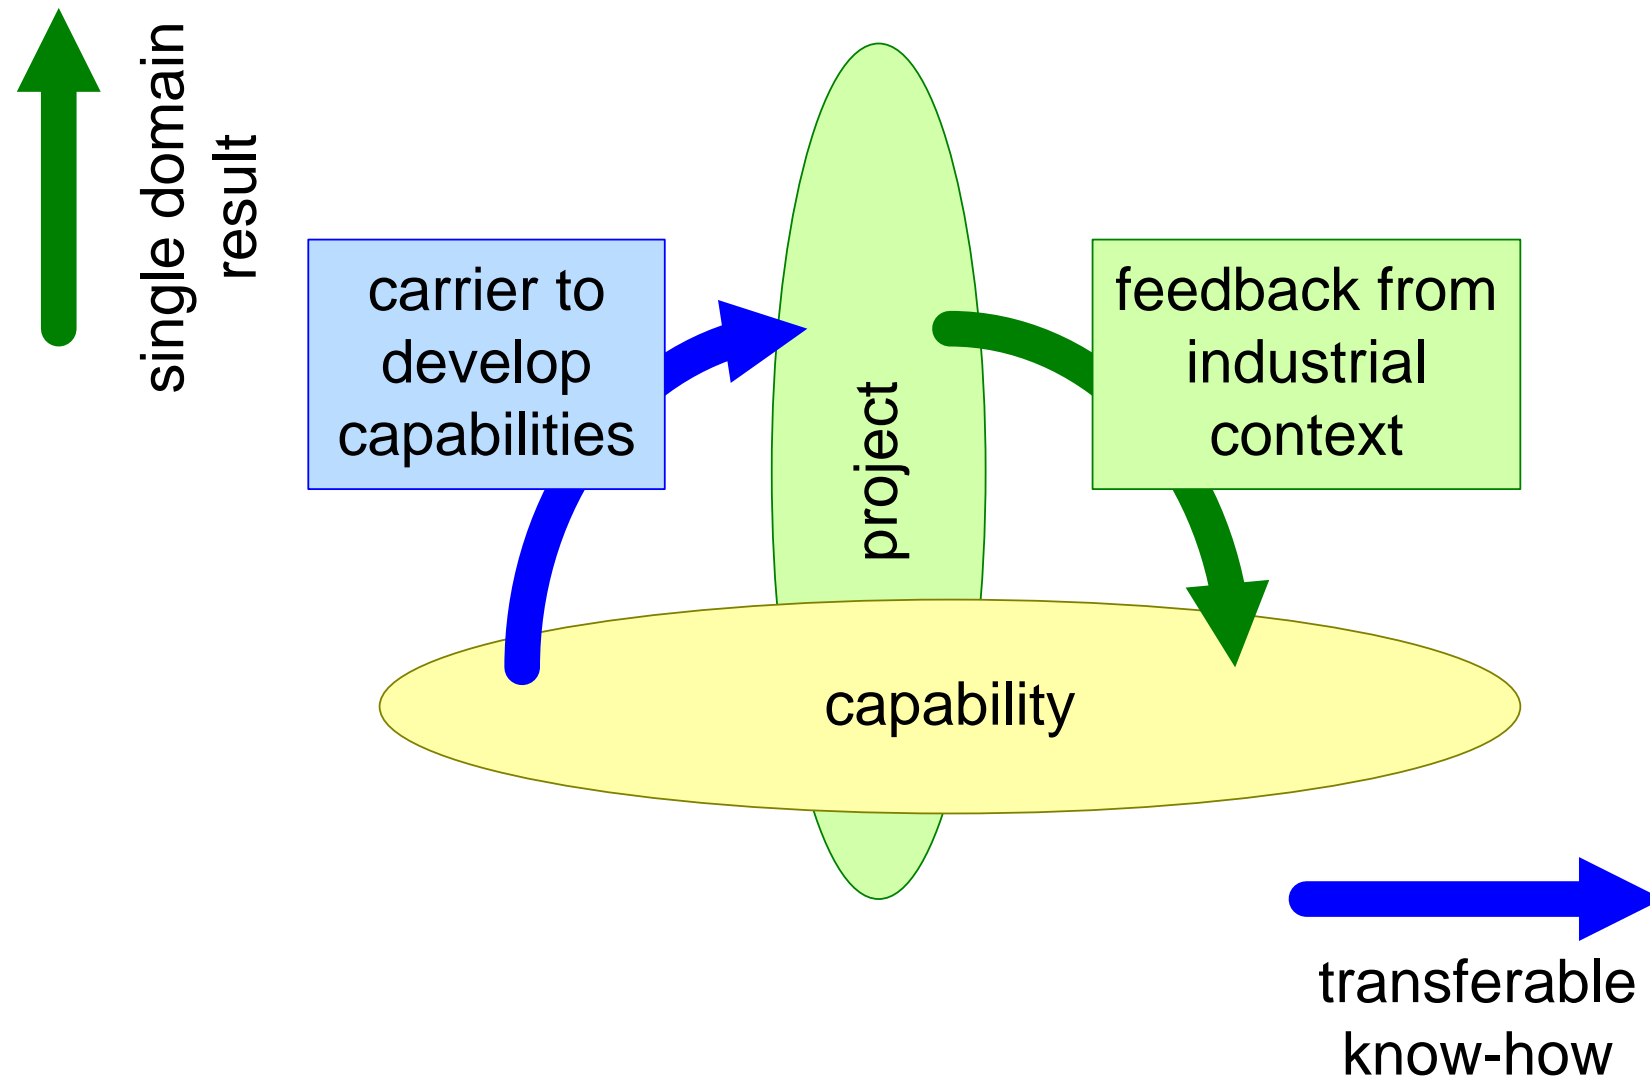 single domain
result
carrier to
develop
capabilities
feedback from
industrial
context
project
capability
transferable
know-how